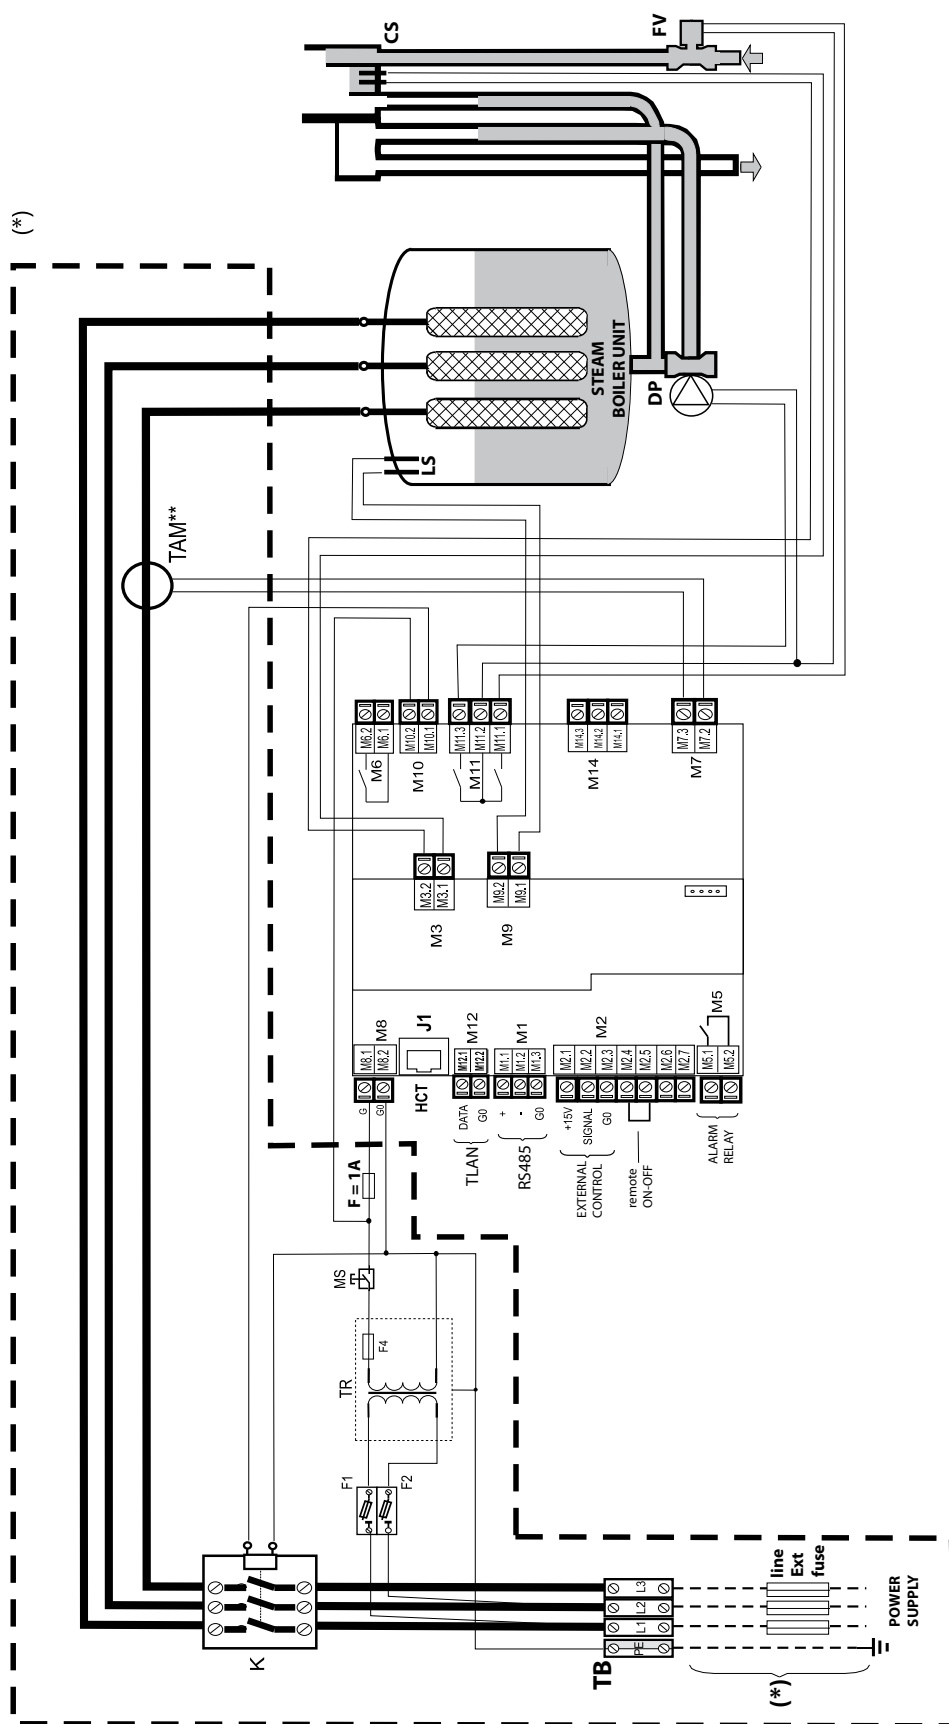 CS
FV
(*)
STEAM
BOILER UNIT
DP
LS
TAM**
M6.2
M6.1
M6
M10.2
M10.1
M10
M11.3
M11.2
M11.1
M11
M14.3
M14.2
M14.1
M14
M7.3
M7.2
M7
M3.2
M3.1
M3
M9.2
M9.1
M9
M8.1
M8.2
M8
J1
HCT
M12.1
M12.2
M12
M1.1
M1.2
M1.3
M1
M2.1
M2.2
M2.3
M2.4
M2.5
M2.6
M2.7
M2
M5.1
M5.2
M5
G
G0
DATA
G0
TLAN
+
-
G0
RS485
+15V
SIGNAL
G0
EXTERNAL
CONTROL
remote
ON-OFF
ALARM
RELAY
F = 1A
MS
F4
TR
F1
F2
K
L3
L2
L1
PE
TB
line
Ext
fuse
POWER
SUPPLY
(*)